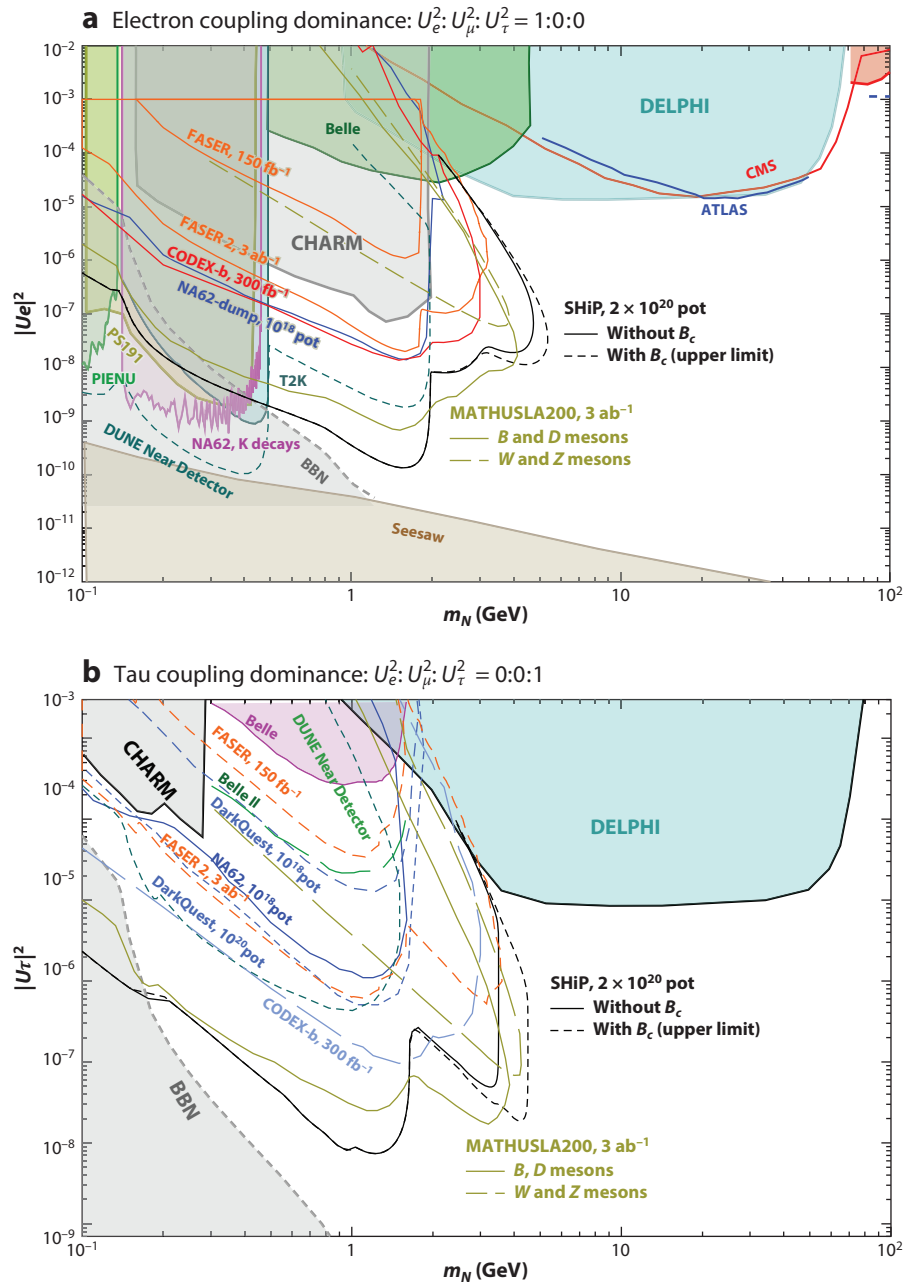 a Electron coupling dominance: U²ₑ: U²μ: U²τ = 1:0:0
10⁻²
10⁻³
10⁻⁴
10⁻⁵
10⁻⁶
10⁻⁷
10⁻⁸
10⁻⁹
10⁻¹⁰
10⁻¹¹
10⁻¹²
|Ue|²
Belle
DELPHI
FASER, 150 fb⁻¹
CMS
ATLAS
CHARM
FASER-2, 3 ab⁻¹
CODEX-b, 300 fb⁻¹
NA62-dump, 10¹⁸ pot
SHiP, 2 × 10²⁰ pot
Without Bc
With Bc (upper limit)
PS191
PIENU
T2K
NA62, K decays
MATHUSLA200, 3 ab⁻¹
B and D mesons
W and Z mesons
DUNE Near
Detector
BBN
Seesaw
10⁻¹
1
10
10²
mN (GeV)
b Tau coupling dominance: U²ₑ: U²μ: U²τ = 0:0:1
10⁻³
10⁻⁴
10⁻⁵
10⁻⁶
10⁻⁷
10⁻⁸
10⁻⁹
|Uτ|²
CHARM
Belle
FASER, 150 fb⁻¹
DUNE Near
Detector
Belle II
DarkQuest, 10¹⁸
pot
DELPHI
NA62, 10¹⁸
pot
FASER 2, 3 ab⁻¹
DarkQuest, 10²⁰
pot
CODEX-b, 300 fb⁻¹
SHiP, 2 × 10²⁰ pot
Without Bc
With Bc (upper limit)
BBN
MATHUSLA200, 3 ab⁻¹
B, D mesons
W and Z mesons
10⁻¹
1
10
10²
mN (GeV)